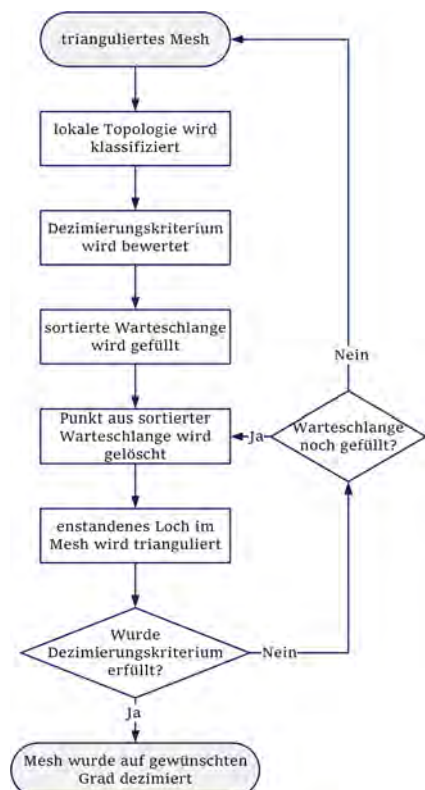 trianguliertes Mesh
lokale Topologie wird
klassifiziert
Dezimierungskriterium
wird bewertet
sortierte Warteschlange
wird gefüllt
Nein
Punkt aus sortierter
Warteschlange wird
gelöscht
Ja
Warteschlange
noch gefüllt?
enstandenes Loch im
Mesh wird trianguliert
Wurde
Dezimierungskriterium
erfüllt?
Nein
Ja
Mesh wurde auf gewünschten
Grad dezimiert